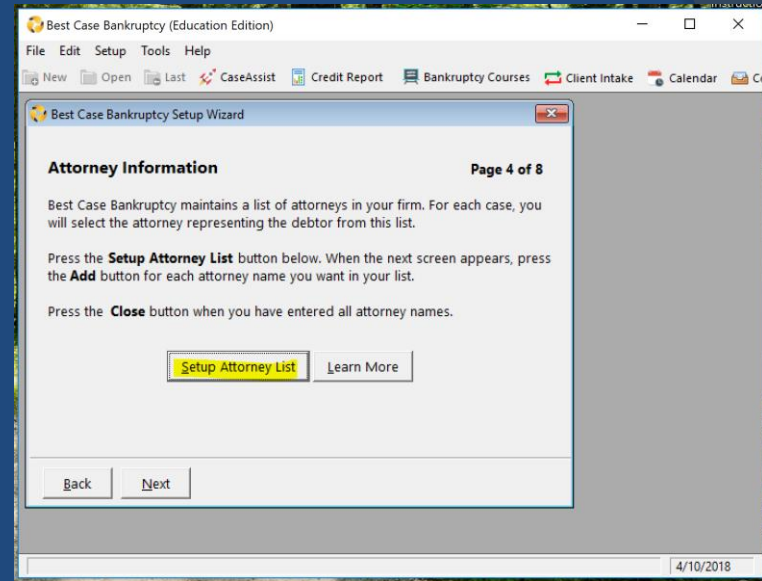 Best Case Bankruptcy (Education Edition)
File Edit Setup Tools Help
New Open Last CaseAssist Credit Report Bankruptcy Courses Client Intake Calendar
Best Case Bankruptcy Setup Wizard
Attorney Information Page 4 of 8
Best Case Bankruptcy maintains a list of attorneys in your firm. For each case, you
will select the attorney representing the debtor from this list.
Press the Setup Attorney List button below. When the next screen appears, press
the Add button for each attorney name you want in your list.
Press the Close button when you have entered all attorney names.
Setup Attorney List Learn More
Back Next
4/10/2018